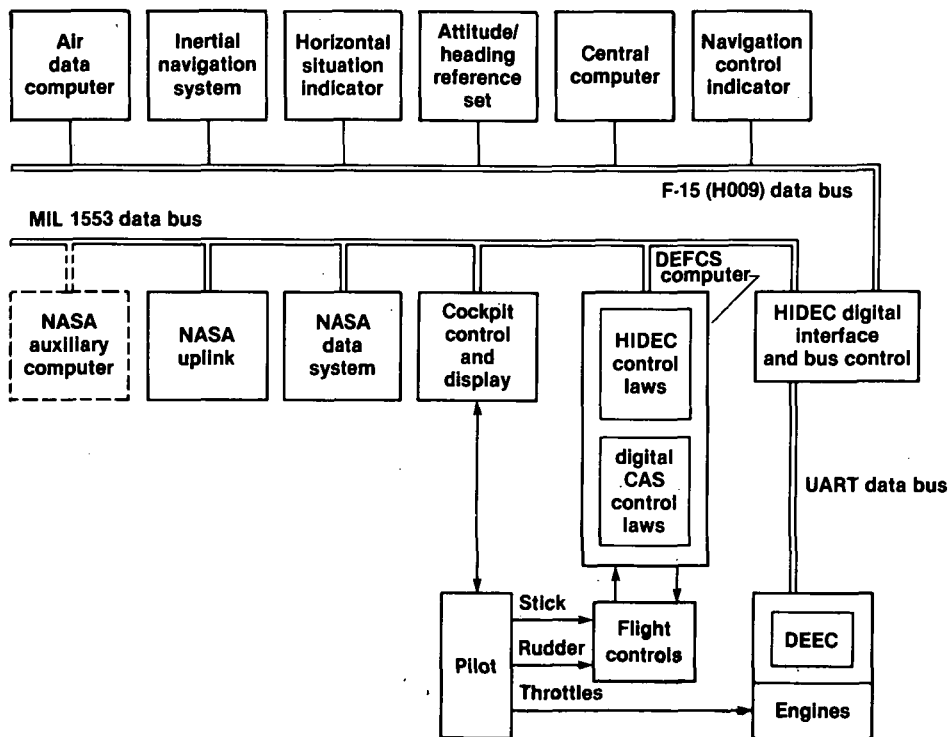 Air
data
computer
Inertial
navigation
system
Horizontal
situation
indicator
Attitude/
heading
reference
set
Central
computer
Navigation
control
indicator
F-15 (H009) data bus
MIL 1553 data bus
DEFCS
computer
NASA
auxiliary
computer
NASA
uplink
NASA
data
system
Cockpit
control
and
display
HIDEC
control
laws
digital
CAS
control
laws
HIDEC digital
interface
and bus control
UART data bus
Pilot
Stick
Rudder
Throttles
Flight
controls
DEEC
Engines